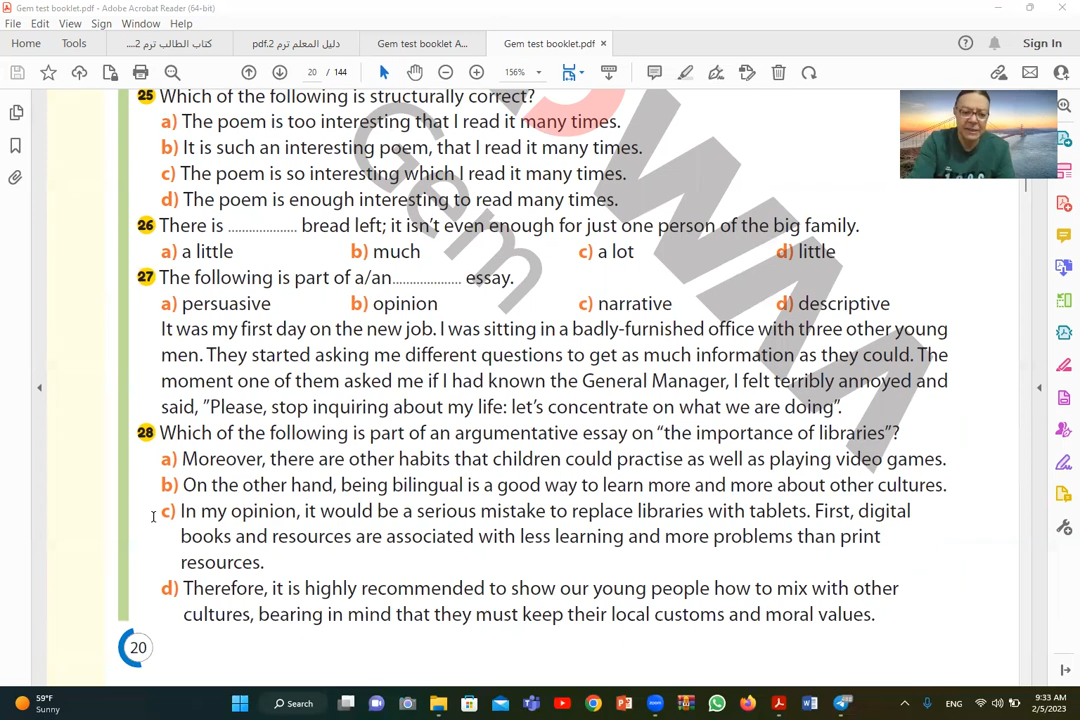 Gem test booklet.pdf - Adobe Acrobat Reader (64-bit)
File Edit View Sign Window Help
Home Tools كتاب الطالب ترم 2.... دليل المعلم ترم 2.pdf Gem test booklet A... Gem test booklet.pdf × Sign In
20 / 144 156%
25 Which of the following is structurally correct?
a) The poem is too interesting that I read it many times.
b) It is such an interesting poem, that I read it many times.
c) The poem is so interesting which I read it many times.
d) The poem is enough interesting to read many times.
26 There is .................... bread left; it isn't even enough for just one person of the big family.
a) a little b) much c) a lot d) little
27 The following is part of a/an.................... essay.
a) persuasive b) opinion c) narrative d) descriptive
It was my first day on the new job. I was sitting in a badly-furnished office with three other young
men. They started asking me different questions to get as much information as they could. The
moment one of them asked me if I had known the General Manager, I felt terribly annoyed and
said, "Please, stop inquiring about my life: let's concentrate on what we are doing".
28 Which of the following is part of an argumentative essay on "the importance of libraries"?
a) Moreover, there are other habits that children could practise as well as playing video games.
b) On the other hand, being bilingual is a good way to learn more and more about other cultures.
c) In my opinion, it would be a serious mistake to replace libraries with tablets. First, digital
books and resources are associated with less learning and more problems than print
resources.
d) Therefore, it is highly recommended to show our young people how to mix with other
cultures, bearing in mind that they must keep their local customs and moral values.
20
Gem
59°F
Sunny
Search
ENG
9:33 AM
2/5/2023